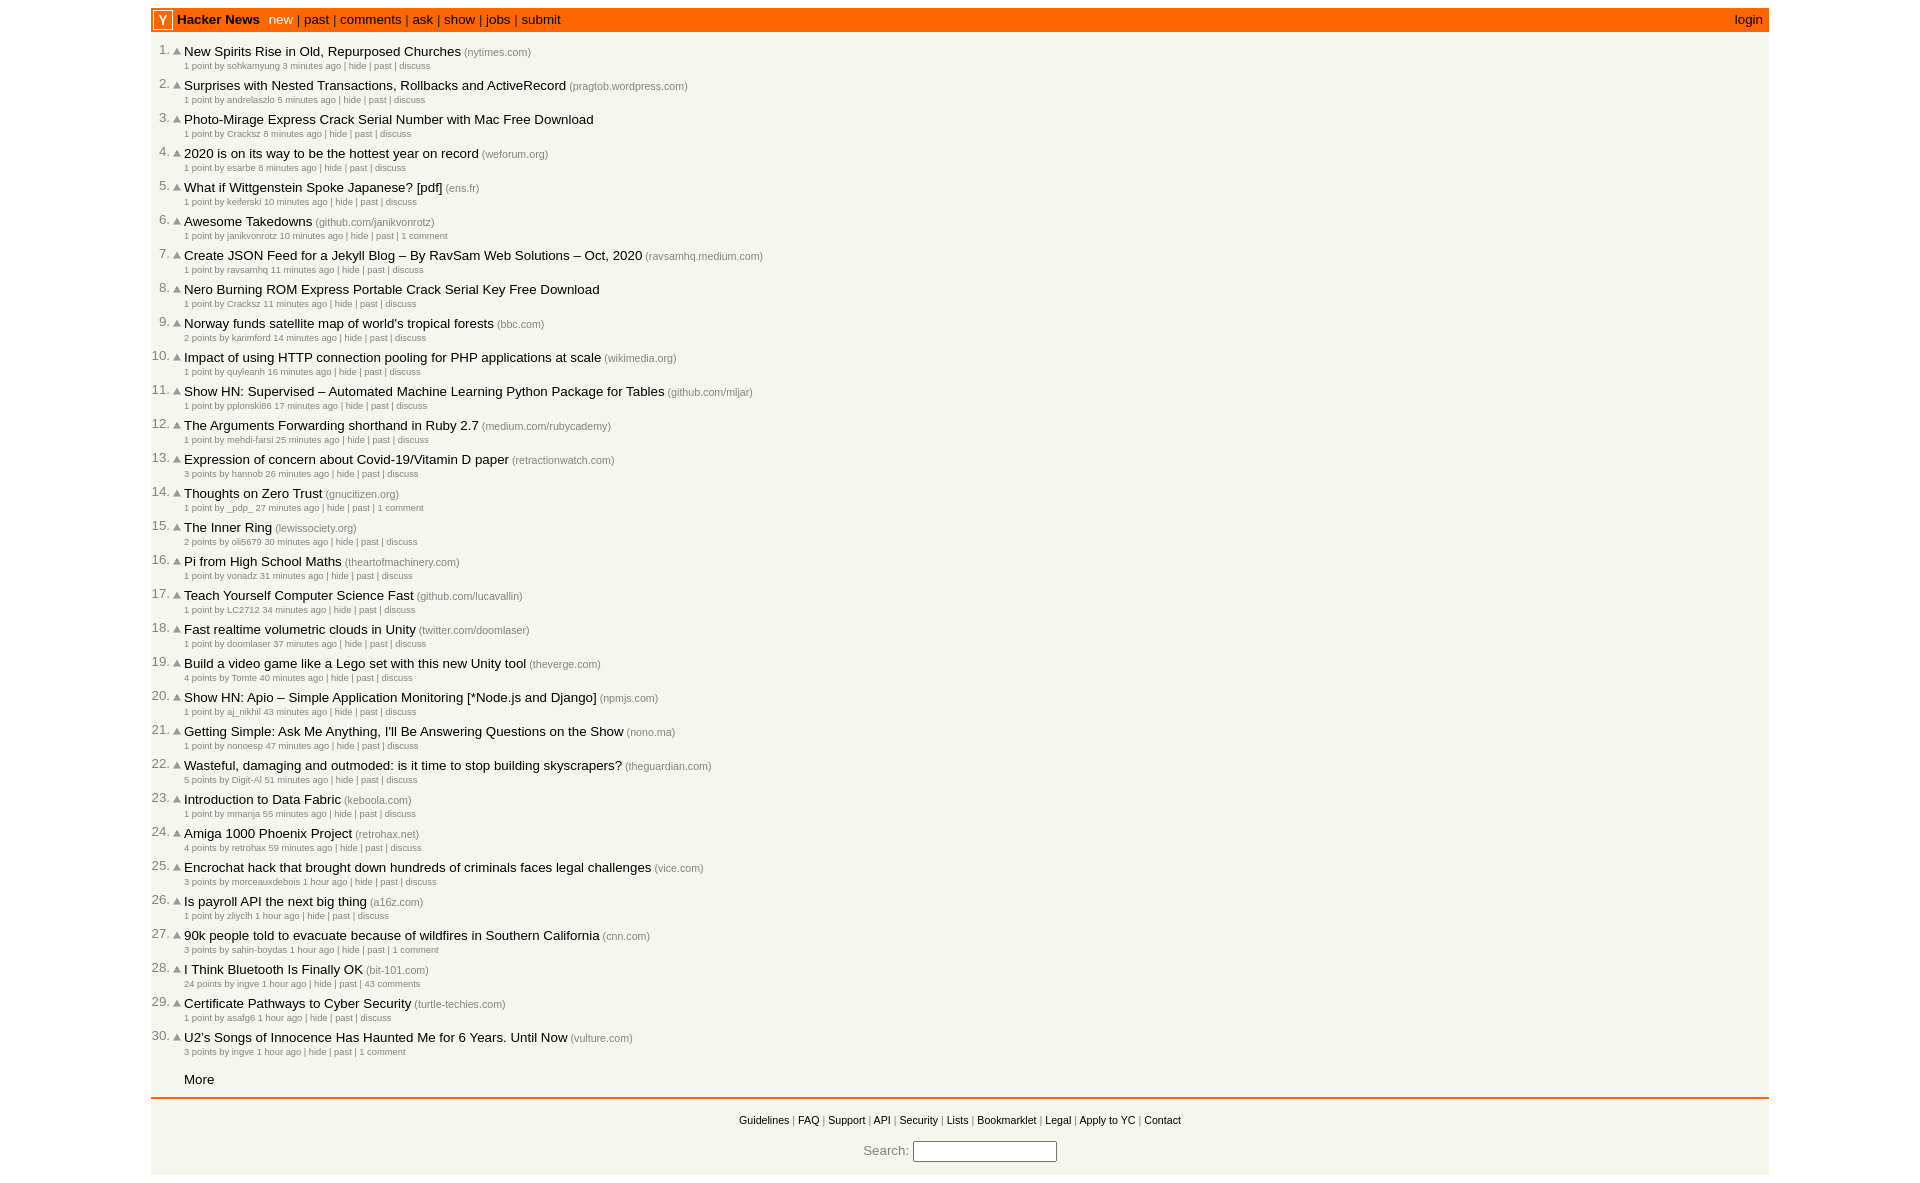 Y Hacker News new | past | comments | ask | show | jobs | submit login
1. New Spirits Rise in Old, Repurposed Churches (nytimes.com)
1 point by sohkamyung 3 minutes ago | hide | past | discuss
2. Surprises with Nested Transactions, Rollbacks and ActiveRecord (pragtob.wordpress.com)
1 point by andrelaszlo 5 minutes ago | hide | past | discuss
3. Photo-Mirage Express Crack Serial Number with Mac Free Download
1 point by Cracksz 8 minutes ago | hide | past | discuss
4. 2020 is on its way to be the hottest year on record (weforum.org)
1 point by esarbe 8 minutes ago | hide | past | discuss
5. What if Wittgenstein Spoke Japanese? [pdf] (ens.fr)
1 point by keiferski 10 minutes ago | hide | past | discuss
6. Awesome Takedowns (github.com/janikvonrotz)
1 point by janikvonrotz 10 minutes ago | hide | past | 1 comment
7. Create JSON Feed for a Jekyll Blog – By RavSam Web Solutions – Oct, 2020 (ravsamhq.medium.com)
1 point by ravsamhq 11 minutes ago | hide | past | discuss
8. Nero Burning ROM Express Portable Crack Serial Key Free Download
1 point by Cracksz 11 minutes ago | hide | past | discuss
9. Norway funds satellite map of world's tropical forests (bbc.com)
2 points by karimford 14 minutes ago | hide | past | discuss
10. Impact of using HTTP connection pooling for PHP applications at scale (wikimedia.org)
1 point by quyleanh 16 minutes ago | hide | past | discuss
11. Show HN: Supervised – Automated Machine Learning Python Package for Tables (github.com/mljar)
1 point by pplonski86 17 minutes ago | hide | past | discuss
12. The Arguments Forwarding shorthand in Ruby 2.7 (medium.com/rubycademy)
1 point by mehdi-farsi 25 minutes ago | hide | past | discuss
13. Expression of concern about Covid-19/Vitamin D paper (retractionwatch.com)
3 points by hannob 26 minutes ago | hide | past | discuss
14. Thoughts on Zero Trust (gnucitizen.org)
1 point by _pdp_ 27 minutes ago | hide | past | 1 comment
15. The Inner Ring (lewissociety.org)
2 points by oli5679 30 minutes ago | hide | past | discuss
16. Pi from High School Maths (theartofmachinery.com)
1 point by vonadz 31 minutes ago | hide | past | discuss
17. Teach Yourself Computer Science Fast (github.com/lucavallin)
1 point by LC2712 34 minutes ago | hide | past | discuss
18. Fast realtime volumetric clouds in Unity (twitter.com/doomlaser)
1 point by doomlaser 37 minutes ago | hide | past | discuss
19. Build a video game like a Lego set with this new Unity tool (theverge.com)
4 points by Tomte 40 minutes ago | hide | past | discuss
20. Show HN: Apio – Simple Application Monitoring [*Node.js and Django] (npmjs.com)
1 point by aj_nikhil 43 minutes ago | hide | past | discuss
21. Getting Simple: Ask Me Anything, I'll Be Answering Questions on the Show (nono.ma)
1 point by nonoesp 47 minutes ago | hide | past | discuss
22. Wasteful, damaging and outmoded: is it time to stop building skyscrapers? (theguardian.com)
5 points by Digit-Al 51 minutes ago | hide | past | discuss
23. Introduction to Data Fabric (keboola.com)
1 point by mmanja 55 minutes ago | hide | past | discuss
24. Amiga 1000 Phoenix Project (retrohax.net)
4 points by retrohax 59 minutes ago | hide | past | discuss
25. Encrochat hack that brought down hundreds of criminals faces legal challenges (vice.com)
3 points by morceauxdebois 1 hour ago | hide | past | discuss
26. Is payroll API the next big thing (a16z.com)
1 point by zliyclh 1 hour ago | hide | past | discuss
27. 90k people told to evacuate because of wildfires in Southern California (cnn.com)
3 points by sahin-boydas 1 hour ago | hide | past | 1 comment
28. I Think Bluetooth Is Finally OK (bit-101.com)
24 points by ingve 1 hour ago | hide | past | 43 comments
29. Certificate Pathways to Cyber Security (turtle-techies.com)
1 point by asafg6 1 hour ago | hide | past | discuss
30. U2's Songs of Innocence Has Haunted Me for 6 Years. Until Now (vulture.com)
3 points by ingve 1 hour ago | hide | past | 1 comment
More
Guidelines | FAQ | Support | API | Security | Lists | Bookmarklet | Legal | Apply to YC | Contact
Search: